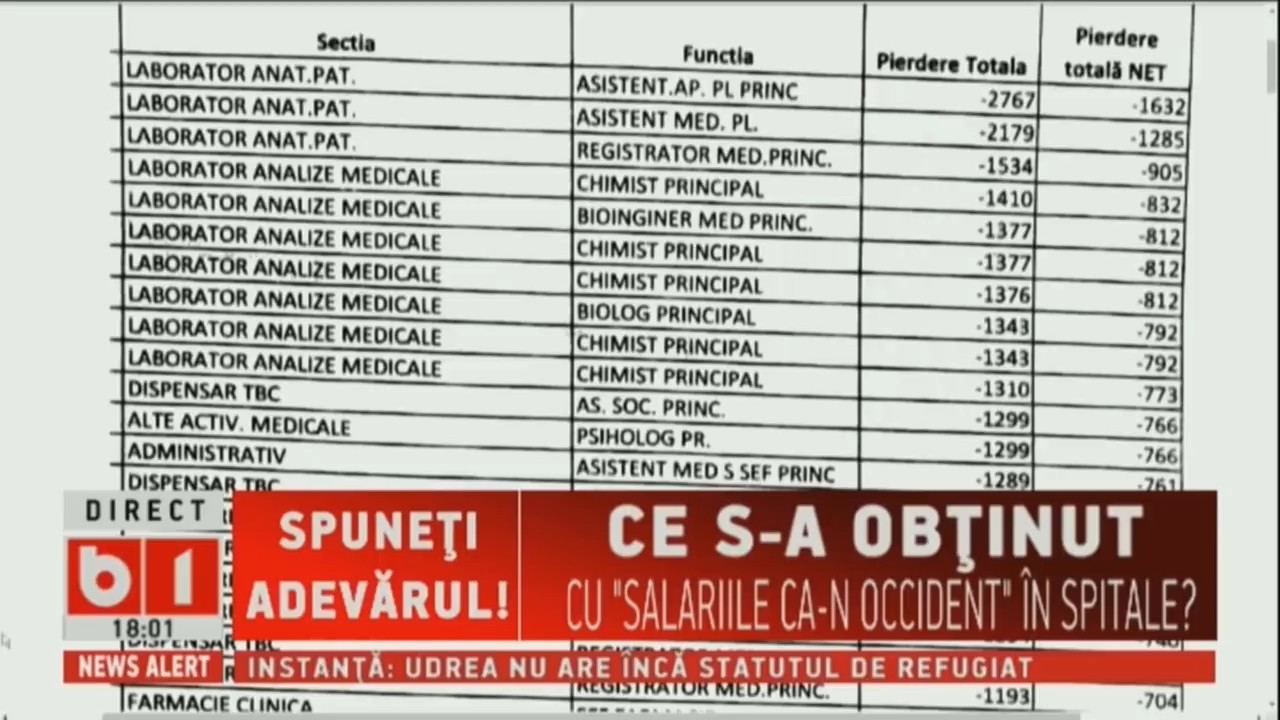 Sectia Functia Pierdere Totala Pierdere totală NET
LABORATOR ANAT.PAT. ASISTENT.AP. PL PRINC -2767 -1632
LABORATOR ANAT.PAT. ASISTENT MED. PL. -2179 -1285
LABORATOR ANAT.PAT. REGISTRATOR MED.PRINC. -1534 -905
LABORATOR ANALIZE MEDICALE CHIMIST PRINCIPAL -1410 -832
LABORATOR ANALIZE MEDICALE BIOINGINER MED PRINC. -1377 -812
LABORATOR ANALIZE MEDICALE CHIMIST PRINCIPAL -1377 -812
LABORATOR ANALIZE MEDICALE CHIMIST PRINCIPAL -1376 -812
LABORATOR ANALIZE MEDICALE BIOLOG PRINCIPAL -1343 -792
LABORATOR ANALIZE MEDICALE CHIMIST PRINCIPAL -1343 -792
LABORATOR ANALIZE MEDICALE CHIMIST PRINCIPAL -1310 -773
DISPENSAR TBC AS. SOC. PRINC. -1299 -766
ALTE ACTIV. MEDICALE PSIHOLOG PR. -1299 -766
ADMINISTRATIV ASISTENT MED S SEF PRINC -1289 -761
DISPENSAR TBC
DIRECT
b1
18:01
SPUNEŢI
ADEVĂRUL!
CE S-A OBŢINUT
CU "SALARIILE CA-N OCCIDENT" ÎN SPITALE?
DISPENSAR TBC
NEWS ALERT INSTANŢĂ: UDREA NU ARE ÎNCĂ STATUTUL DE REFUGIAT
REGISTRATOR MED.PRINC. -1193 -704
FARMACIE CLINICA